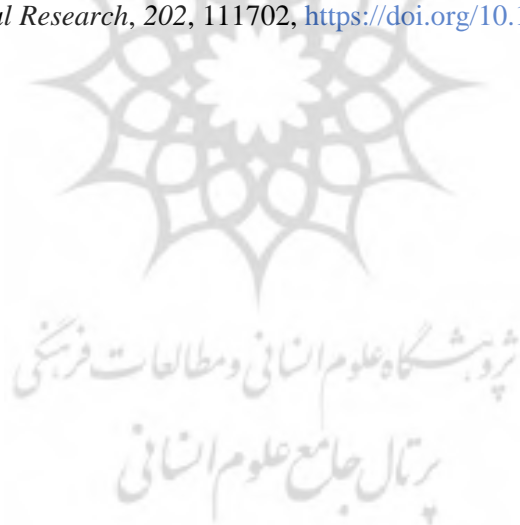 al Research, 202, 111702, https://doi.org/10.1
پژوهشگاه علوم انسانی و مطالعات فرهنگی
پرتال جامع علوم انسانی